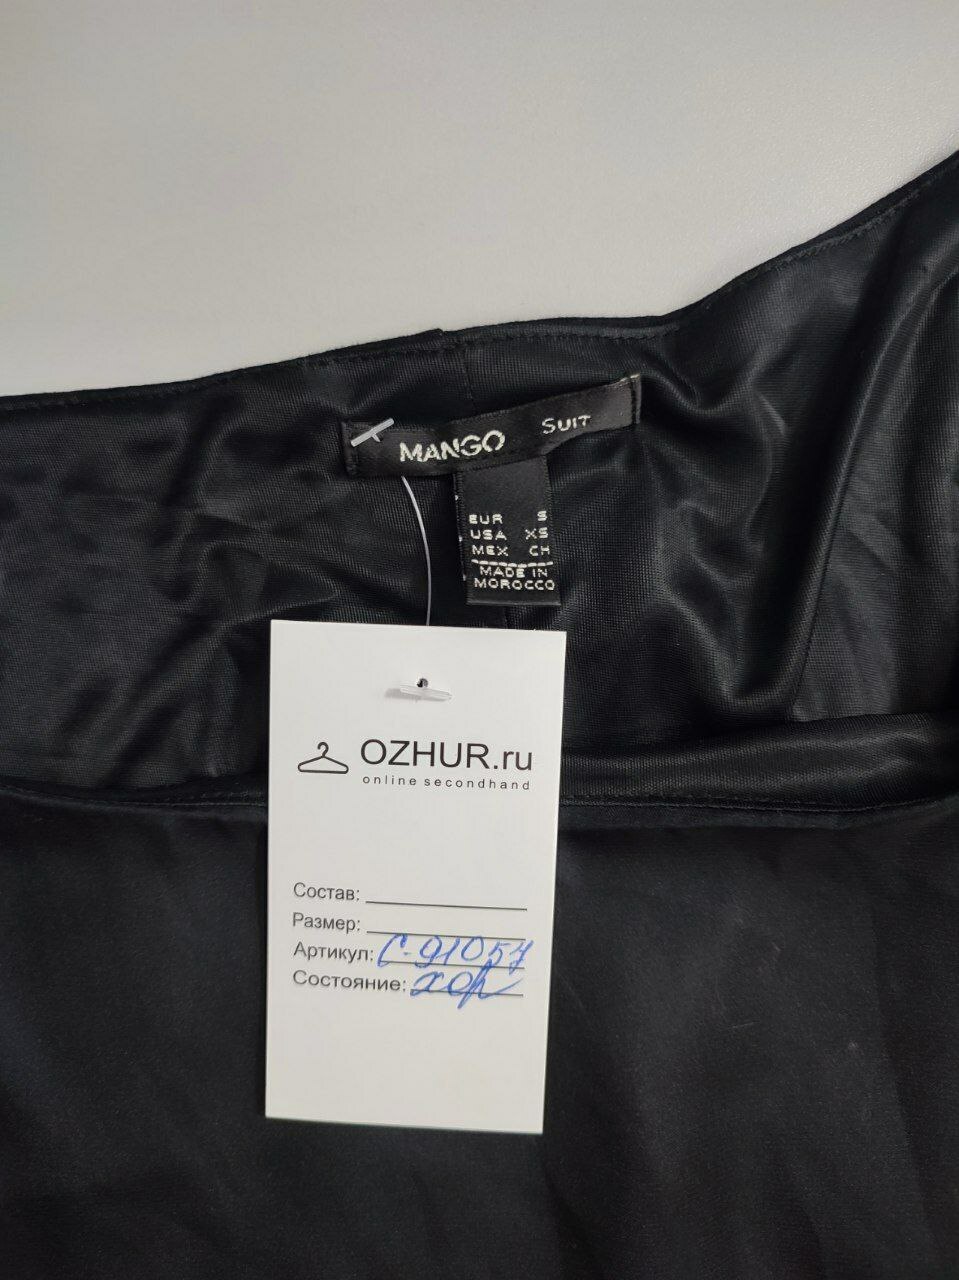 MANGO SUIT
EUR S
USA XS
MEX CH
MADE IN
MOROCCO
OZHUR.ru
online secondhand
Состав:
Размер:
Артикул: С-91057
Состояние: хор